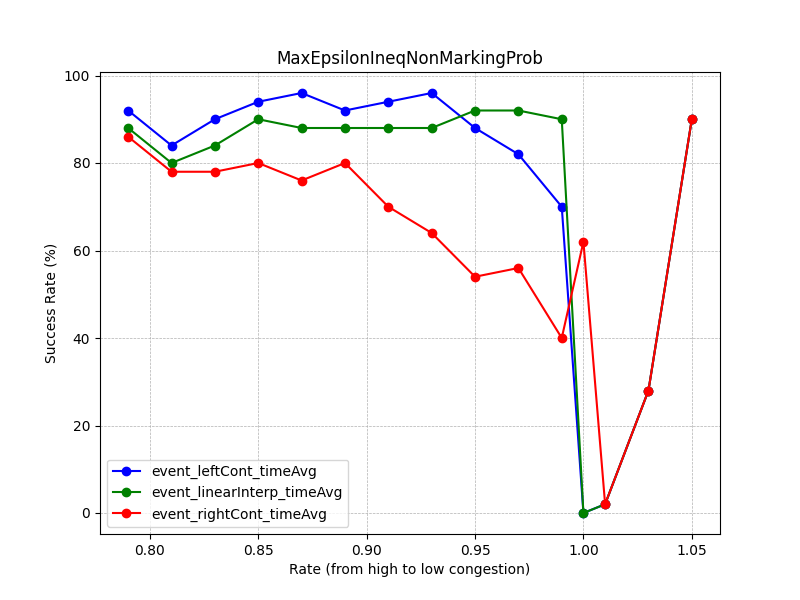 MaxEpsilonIneqNonMarkingProb
100
80
60
40
20
0
Success Rate (%)
event_leftCont_timeAvg
event_linearInterp_timeAvg
event_rightCont_timeAvg
0.80 0.85 0.90 0.95 1.00 1.05
Rate (from high to low congestion)